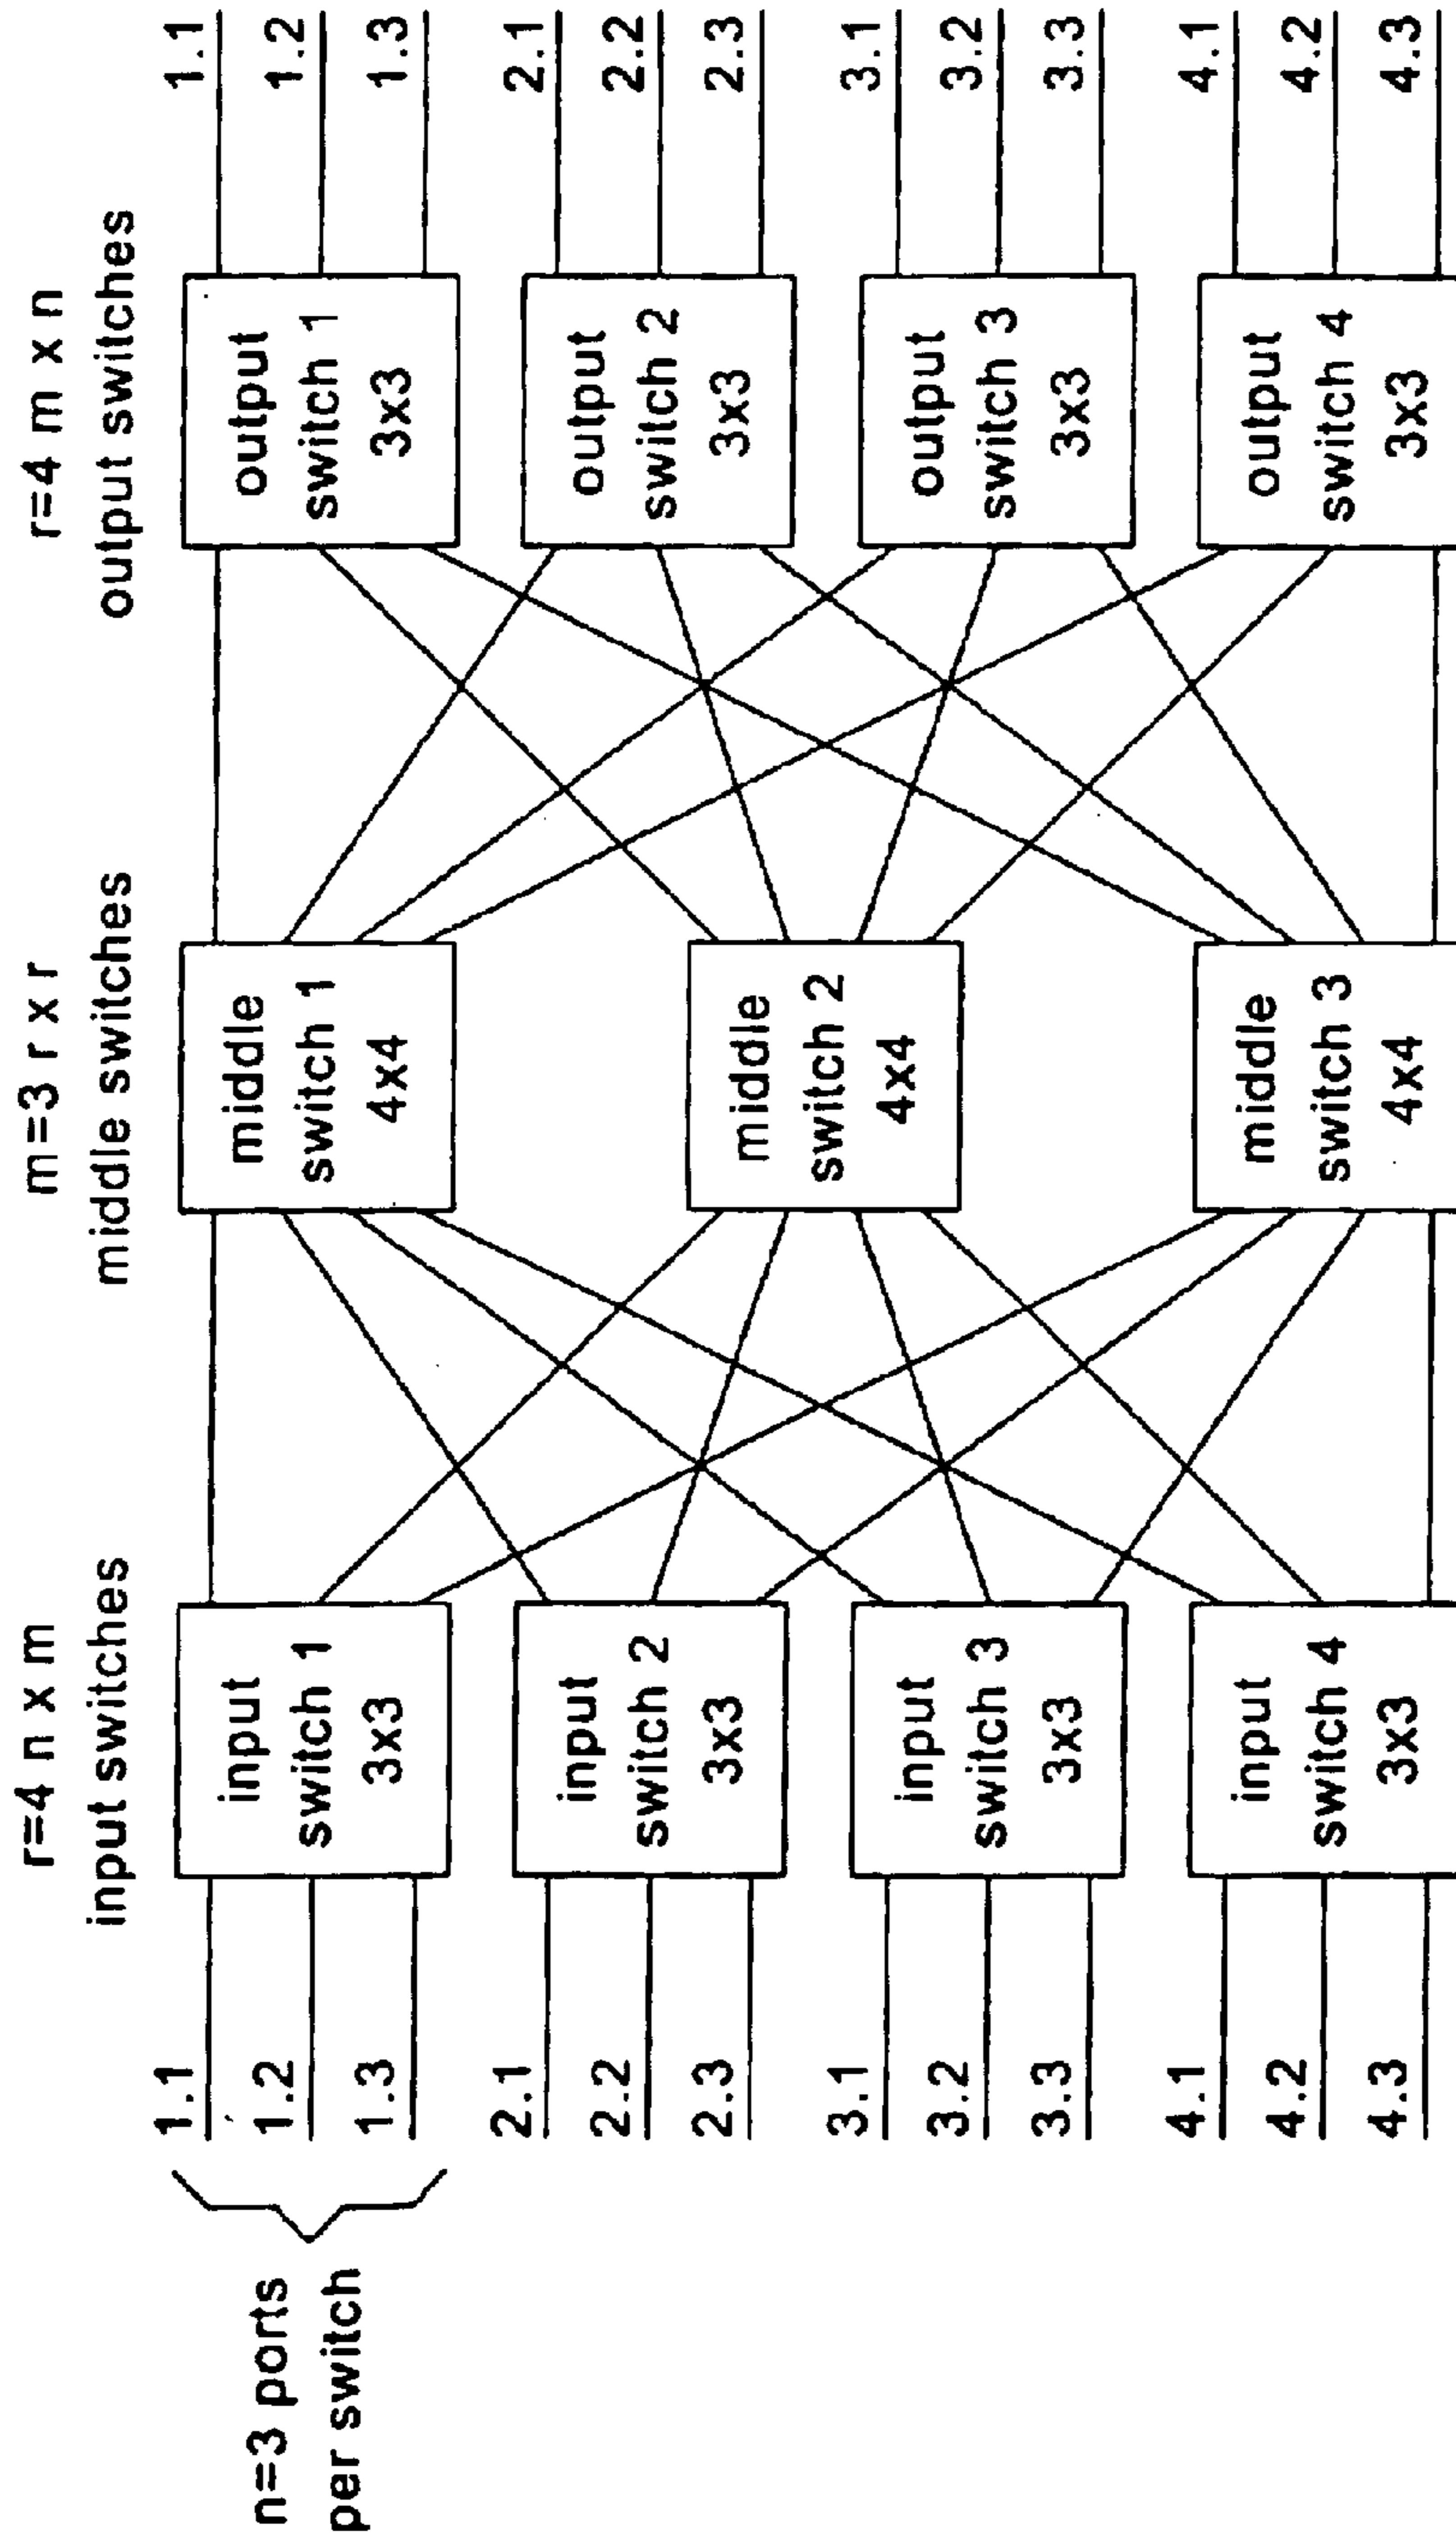 r=4 n x m
input switches
m=3 r x r
middle switches
r=4 m x n
output switches
n=3 ports
per switch
1.1
1.2
1.3
2.1
2.2
2.3
3.1
3.2
3.3
4.1
4.2
4.3
input
switch 1
3x3
input
switch 2
3x3
input
switch 3
3x3
input
switch 4
3x3
middle
switch 1
4x4
middle
switch 2
4x4
middle
switch 3
4x4
output
switch 1
3x3
output
switch 2
3x3
output
switch 3
3x3
output
switch 4
3x3
1.1
1.2
1.3
2.1
2.2
2.3
3.1
3.2
3.3
4.1
4.2
4.3